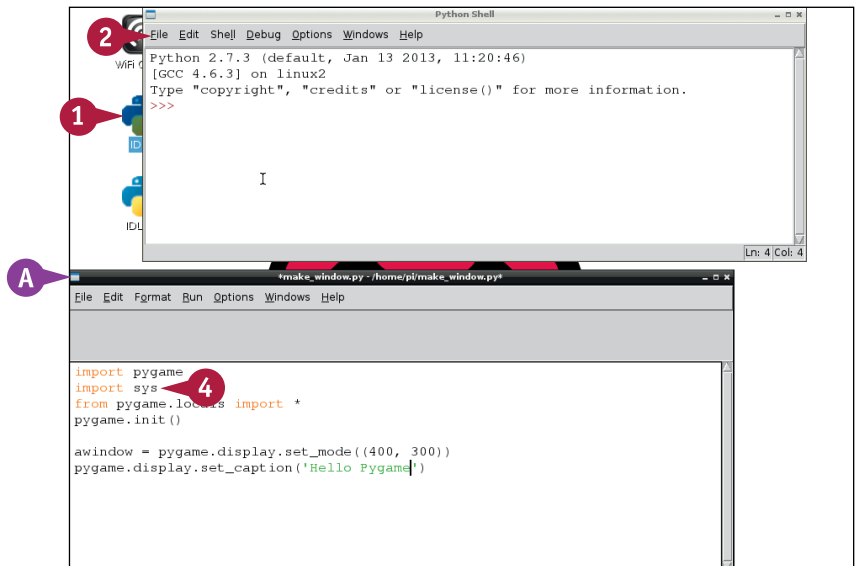 Python Shell
2
File Edit Shell Debug Options Windows Help
WiFi
Python 2.7.3 (default, Jan 13 2013, 11:20:46)
[GCC 4.6.3] on linux2
Type "copyright", "credits" or "license()" for more information.
>>>
1
ID
IDL
Ln: 4 Col: 4
A
*make_window.py - /home/pi/make_window.py*
File Edit Format Run Options Windows Help
import pygame
import sys
4
from pygame.locals import *
pygame.init()
awindow = pygame.display.set_mode((400, 300))
pygame.display.set_caption('Hello Pygame')